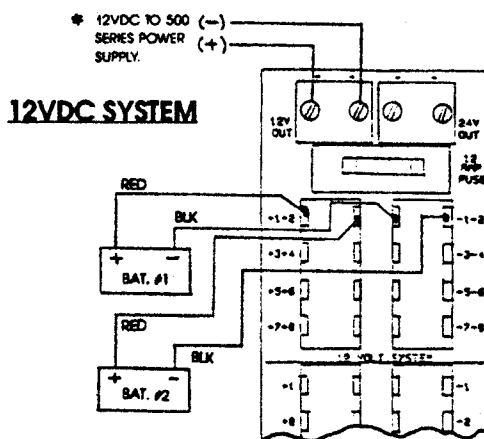 * 12VDC TO 500 (-)
SERIES POWER (+)
SUPPLY.
12VDC SYSTEM
12V OUT
24V OUT
12 AMP FUSE
RED
BLK
+ -
BAT. #1
RED
BLK
+ -
BAT. #2
+1+2
-1-2
+3+4
-3-4
+5+6
-5-6
+7+8
-7-8
12 VOLT SYSTEM
+1
-1
+2
-2